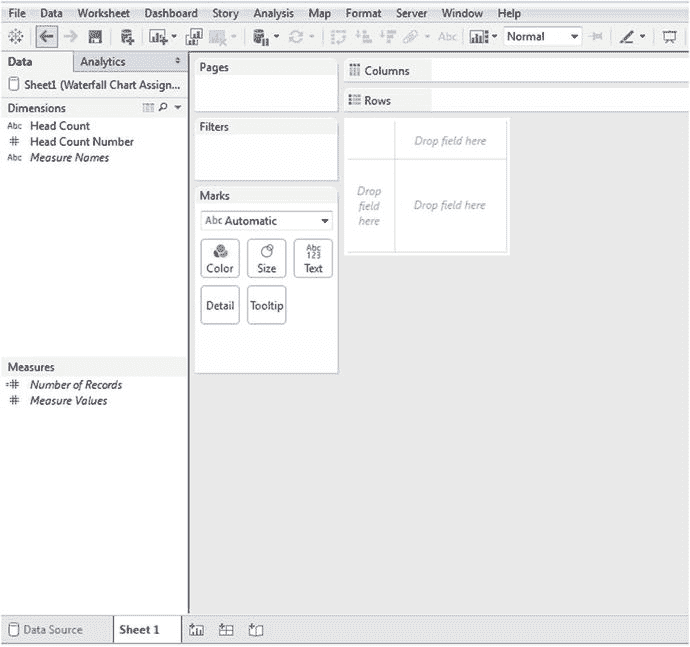 File Data Worksheet Dashboard Story Analysis Map Format Server Window Help
Abc Normal
Data Analytics
Sheet1 (Waterfall Chart Assign...
Dimensions
Abc Head Count
# Head Count Number
Abc Measure Names
Measures
=# Number of Records
# Measure Values
Pages
Filters
Marks
Abc Automatic
Color Size Abc 123 Text
Detail Tooltip
Columns
Rows
Drop field here
Drop
field
here
Drop field here
Data Source Sheet 1